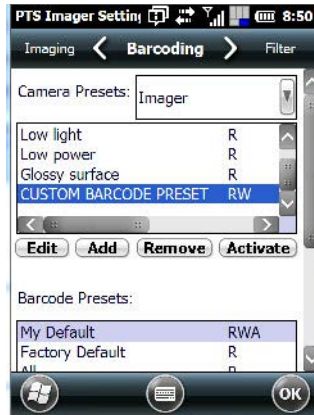 PTS Imager Settin 8:50
Imaging Barcoding Filter
Camera Presets: Imager
Low light R
Low power R
Glossy surface R
CUSTOM BARCODE PRESET RW
Edit Add Remove Activate
Barcode Presets:
My Default RWA
Factory Default R
All R
OK